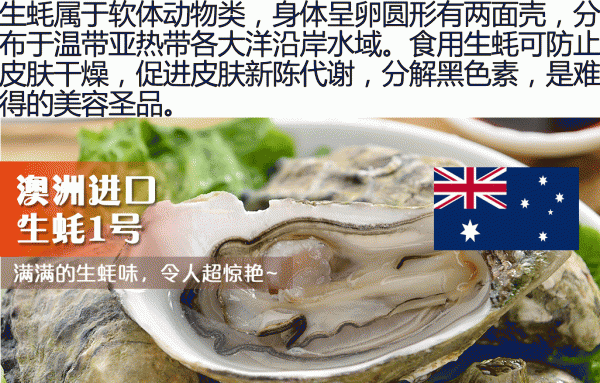 生蚝属于软体动物类，身体呈卵圆形有两面壳，分
布于温带亚热带各大洋沿岸水域。食用生蚝可防止
皮肤干燥，促进皮肤新陈代谢，分解黑色素，是难
得的美容圣品。
澳洲进口
生蚝1号
满满的生蚝味，令人超惊艳~